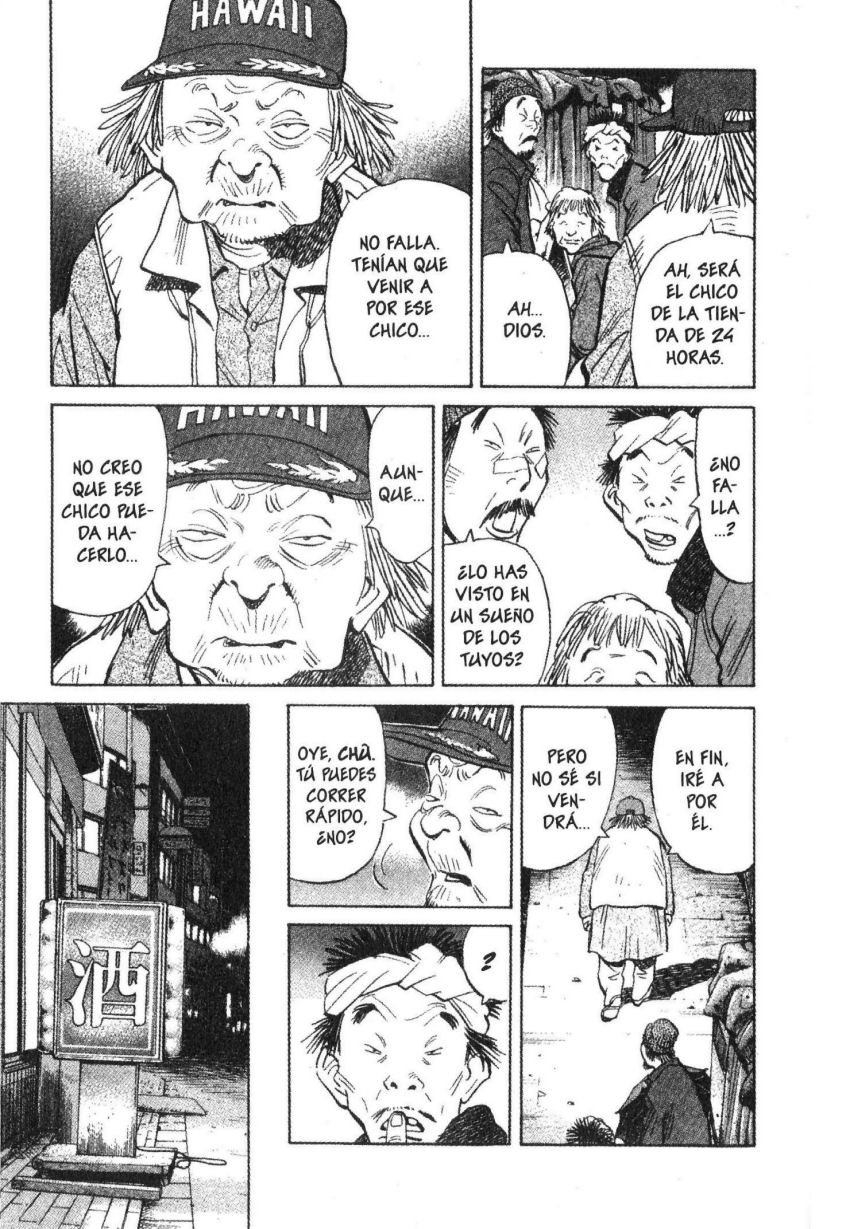 AH, SERÁ
EL CHICO
DE LA TIEN-
DA DE 24
HORAS.
AH...
DIOS.
HAWAII
NO FALLA.
TENÍAN QUE
VENIR A
POR ESE
CHICO...
¿NO
FA-
LLA
...?
¿LO HAS
VISTO EN
UN SUEÑO
DE LOS
TUYOS?
HAWAII
AUN-
QUE...
NO CREO
QUE ESE
CHICO PUE-
DA HA-
CERLO...
EN FIN,
IRÉ A
POR
ÉL.
PERO
NO SÉ SI
VEN-
DRÁ...
HAWAII
OYE, CHÛ.
TÚ PUEDES
CORRER
RÁPIDO,
¿NO?
?
酒